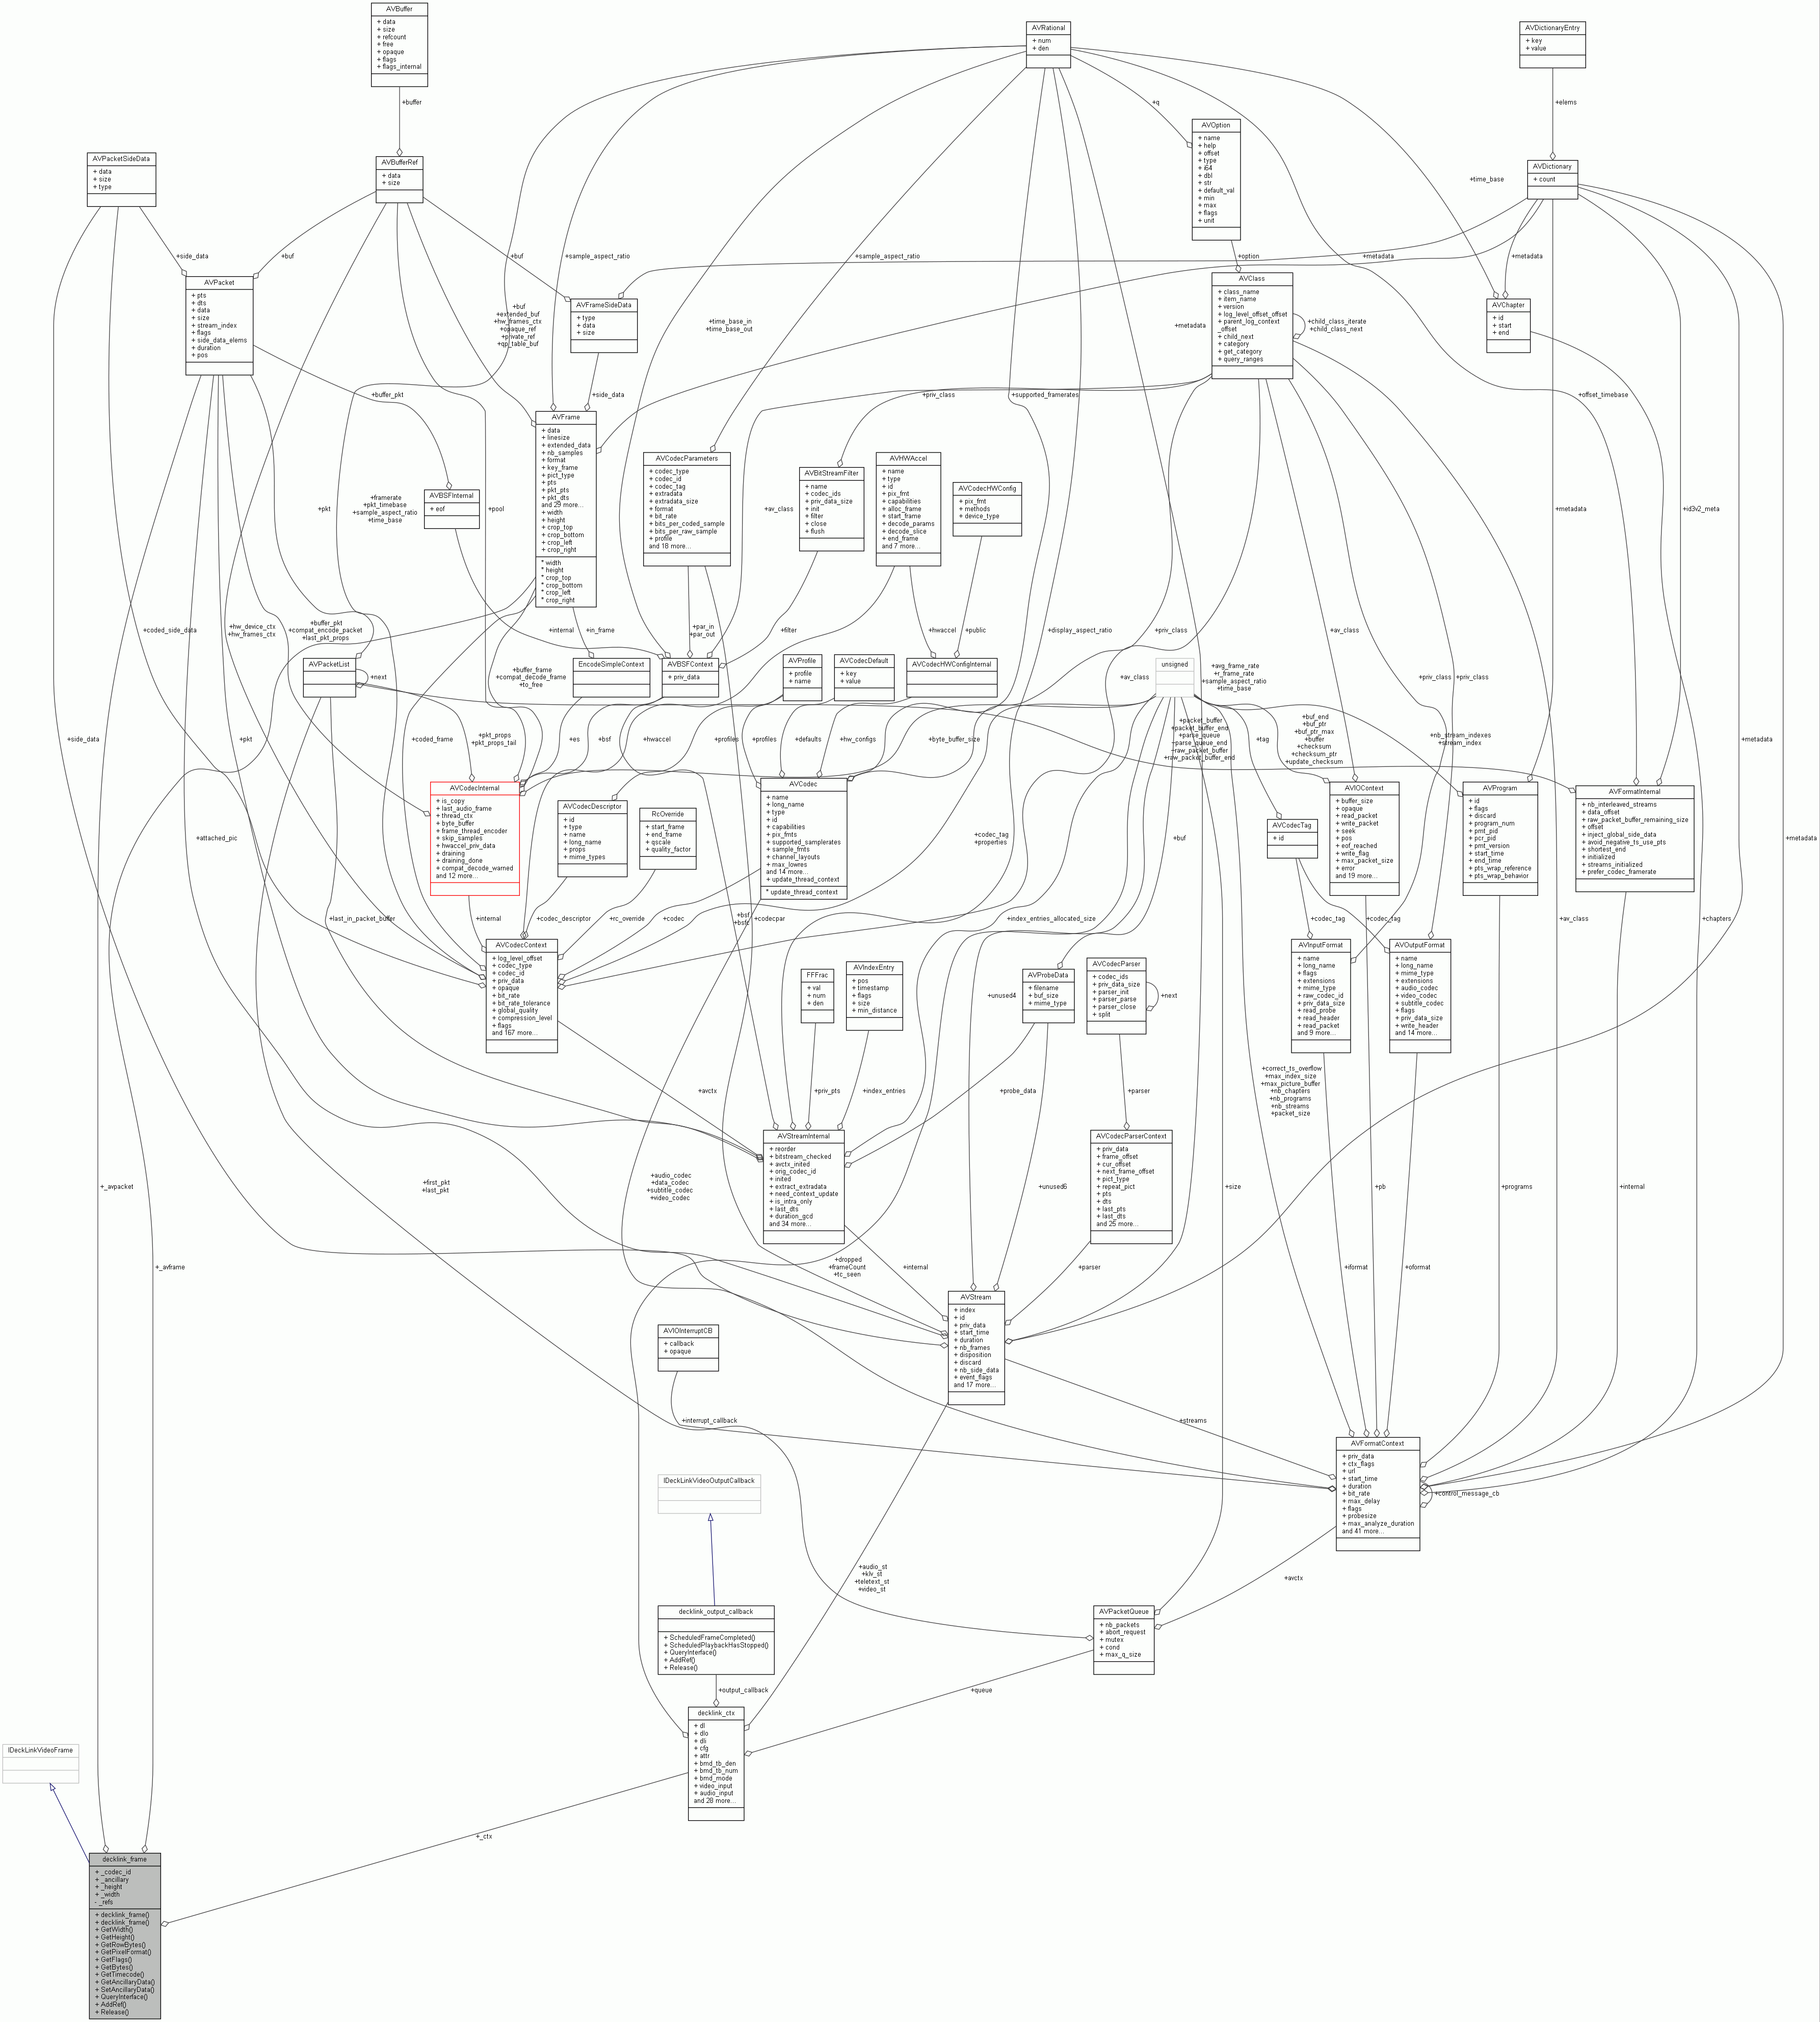 AVBuffer
+ data
+ size
+ refcount
+ free
+ opaque
+ flags
+ flags_internal
AVRational
+ num
+ den
AVDictionaryEntry
+ key
+ value
+buffer
+q
+elems
AVOption
+ name
+ help
+ offset
+ type
+ i64
+ dbl
+ str
+ default_val
+ min
+ max
+ flags
+ unit
AVPacketSideData
+ data
+ size
+ type
AVBufferRef
+ data
+ size
AVDictionary
+ count
+time_base
+side_data
+buf
+buf
+sample_aspect_ratio
+sample_aspect_ratio
+option
+metadata
+metadata
AVPacket
+ pts
+ dts
+ data
+ size
+ stream_index
+ flags
+ side_data_elems
+ duration
+ pos
AVClass
+ class_name
+ item_name
+ version
+ log_level_offset_offset
+ parent_log_context
_offset
+ child_next
+ category
+ get_category
+ query_ranges
+child_class_iterate
+child_class_next
AVFrameSideData
+ type
+ data
+ size
AVChapter
+ id
+ start
+ end
+buf
+extended_buf
+hw_frames_ctx
+opaque_ref
+private_ref
+qp_table_buf
+time_base_in
+time_base_out
+metadata
+buffer_pkt
+side_data
+priv_class
+supported_framerates
+offset_timebase
AVFrame
+ data
+ linesize
+ extended_data
+ nb_samples
+ format
+ key_frame
+ pict_type
+ pts
+ pkt_pts
+ pkt_dts
and 29 more...
+ width
+ height
+ crop_top
+ crop_bottom
+ crop_left
+ crop_right
* width
* height
* crop_top
* crop_bottom
* crop_left
* crop_right
AVCodecParameters
+ codec_type
+ codec_id
+ codec_tag
+ extradata
+ extradata_size
+ format
+ bit_rate
+ bits_per_coded_sample
+ bits_per_raw_sample
+ profile
and 18 more...
AVBitStreamFilter
+ name
+ codec_ids
+ priv_data_size
+ init
+ filter
+ close
+ flush
AVHWAccel
+ name
+ type
+ id
+ pix_fmt
+ capabilities
+ alloc_frame
+ start_frame
+ decode_params
+ decode_slice
+ end_frame
and 7 more...
AVCodecHWConfig
+ pix_fmt
+ methods
+ device_type
AVBSFInternal
+ eof
+pkt
+framerate
+pkt_timebase
+sample_aspect_ratio
+time_base
+pool
+av_class
+metadata
+id3v2_meta
+coded_side_data
+hw_device_ctx
+hw_frames_ctx
+buffer_pkt
+compat_encode_packet
+last_pkt_props
+internal
+in_frame
+par_in
+par_out
+filter
+hwaccel
+public
+display_aspect_ratio
+priv_class
+av_class
AVPacketList
+next
+buffer_frame
+compat_decode_frame
+to_free
EncodeSimpleContext
AVBSFContext
+ priv_data
AVProfile
+ profile
+ name
AVCodecDefault
+ key
+ value
AVCodecHWConfigInternal
unsigned
+av_class
+avg_frame_rate
+r_frame_rate
+sample_aspect_ratio
+time_base
+priv_class
+priv_class
+side_data
+pkt
+pkt_props
+pkt_props_tail
+coded_frame
+es
+bsf
+hwaccel
+profiles
+profiles
+defaults
+hw_configs
+byte_buffer_size
+packet_buffer
+packet_buffer_end
+parse_queue
+parse_queue_end
+raw_packet_buffer
+raw_packet_buffer_end
+tag
+buf_end
+buf_ptr
+buf_ptr_max
+buffer
+checksum
+checksum_ptr
+update_checksum
+nb_stream_indexes
+stream_index
+metadata
AVCodecInternal
+ is_copy
+ last_audio_frame
+ thread_ctx
+ byte_buffer
+ frame_thread_encoder
+ skip_samples
+ hwaccel_priv_data
+ draining
+ draining_done
+ compat_decode_warned
and 12 more...
AVCodecDescriptor
+ id
+ type
+ name
+ long_name
+ props
+ mime_types
RcOverride
+ start_frame
+ end_frame
+ qscale
+ quality_factor
AVCodec
+ name
+ long_name
+ type
+ id
+ capabilities
+ pix_fmts
+ supported_samplerates
+ sample_fmts
+ channel_layouts
+ max_lowres
and 14 more...
+ update_thread_context
* update_thread_context
AVCodecTag
+ id
AVIOContext
+ buffer_size
+ opaque
+ read_packet
+ write_packet
+ seek
+ pos
+ eof_reached
+ write_flag
+ max_packet_size
+ error
and 19 more...
AVProgram
+ id
+ flags
+ discard
+ program_num
+ pmt_pid
+ pcr_pid
+ pmt_version
+ start_time
+ end_time
+ pts_wrap_reference
+ pts_wrap_behavior
AVFormatInternal
+ nb_interleaved_streams
+ data_offset
+ raw_packet_buffer_remaining_size
+ offset
+ inject_global_side_data
+ avoid_negative_ts_use_pts
+ shortest_end
+ initialized
+ streams_initialized
+ prefer_codec_framerate
+attached_pic
+codec_tag
+properties
+buf
+metadata
+last_in_packet_buffer
+internal
+codec_descriptor
+rc_override
+codec
+bsf
+bsfc
+codecpar
+index_entries_allocated_size
+codec_tag
+codec_tag
+av_class
+chapters
AVCodecContext
+ log_level_offset
+ codec_type
+ codec_id
+ priv_data
+ opaque
+ bit_rate
+ bit_rate_tolerance
+ global_quality
+ compression_level
+ flags
and 167 more...
FFFrac
+ val
+ num
+ den
AVIndexEntry
+ pos
+ timestamp
+ flags
+ size
+ min_distance
+unused4
AVProbeData
+ filename
+ buf_size
+ mime_type
AVCodecParser
+ codec_ids
+ priv_data_size
+ parser_init
+ parser_parse
+ parser_close
+ split
+next
AVInputFormat
+ name
+ long_name
+ flags
+ extensions
+ mime_type
+ raw_codec_id
+ priv_data_size
+ read_probe
+ read_header
+ read_packet
and 9 more...
AVOutputFormat
+ name
+ long_name
+ mime_type
+ extensions
+ audio_codec
+ video_codec
+ subtitle_codec
+ flags
+ priv_data_size
+ write_header
and 14 more...
+avctx
+priv_pts
+index_entries
+probe_data
+parser
+correct_ts_overflow
+max_index_size
+max_picture_buffer
+nb_chapters
+nb_programs
+nb_streams
+packet_size
AVStreamInternal
+ reorder
+ bitstream_checked
+ avctx_inited
+ orig_codec_id
+ inited
+ extract_extradata
+ need_context_update
+ is_intra_only
+ last_dts
+ duration_gcd
and 34 more...
AVCodecParserContext
+ priv_data
+ frame_offset
+ cur_offset
+ next_frame_offset
+ pict_type
+ repeat_pict
+ pts
+ dts
+ last_pts
+ last_dts
and 25 more...
+_avpacket
+first_pkt
+last_pkt
+audio_codec
+data_codec
+subtitle_codec
+video_codec
+unused6
+size
+pb
+programs
+internal
+_avframe
+dropped
+frameCount
+tc_seen
+internal
+parser
+iformat
+oformat
AVStream
+ index
+ id
+ priv_data
+ start_time
+ duration
+ nb_frames
+ disposition
+ discard
+ nb_side_data
+ event_flags
and 17 more...
AVIOInterruptCB
+ callback
+ opaque
+interrupt_callback
+streams
AVFormatContext
+ priv_data
+ ctx_flags
+ url
+ start_time
+ duration
+ bit_rate
+ max_delay
+ flags
+ probesize
+ max_analyze_duration
and 41 more...
+control_message_cb
IDeckLinkVideoOutputCallback
+audio_st
+klv_st
+teletext_st
+video_st
+avctx
decklink_output_callback
+ ScheduledFrameCompleted()
+ ScheduledPlaybackHasStopped()
+ QueryInterface()
+ AddRef()
+ Release()
AVPacketQueue
+ nb_packets
+ abort_request
+ mutex
+ cond
+ max_q_size
+output_callback
+queue
decklink_ctx
+ dl
+ dlo
+ dli
+ cfg
+ attr
+ bmd_tb_den
+ bmd_tb_num
+ bmd_mode
+ video_input
+ audio_input
and 28 more...
IDeckLinkVideoFrame
+_ctx
decklink_frame
+ _codec_id
+ _ancillary
+ _height
+ _width
- _refs
+ decklink_frame()
+ decklink_frame()
+ GetWidth()
+ GetHeight()
+ GetRowBytes()
+ GetPixelFormat()
+ GetFlags()
+ GetBytes()
+ GetTimecode()
+ GetAncillaryData()
+ SetAncillaryData()
+ QueryInterface()
+ AddRef()
+ Release()